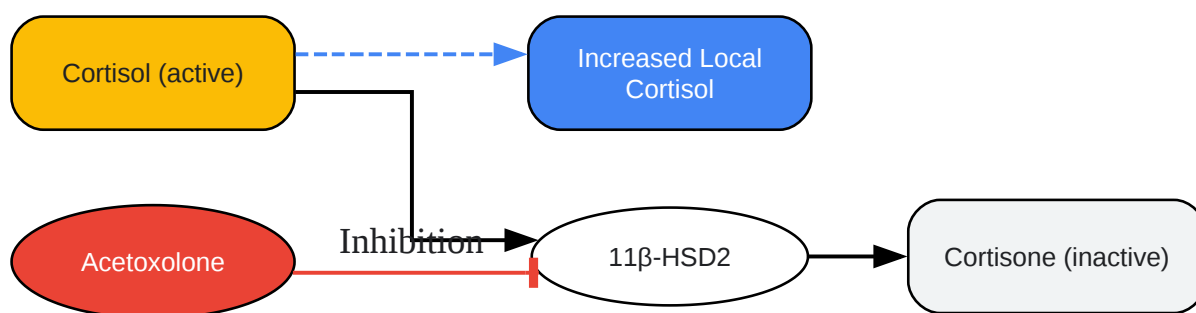 Cortisol (active)
Increased Local
Cortisol
Inhibition
Acetoxolone
11β-HSD2
Cortisone (inactive)